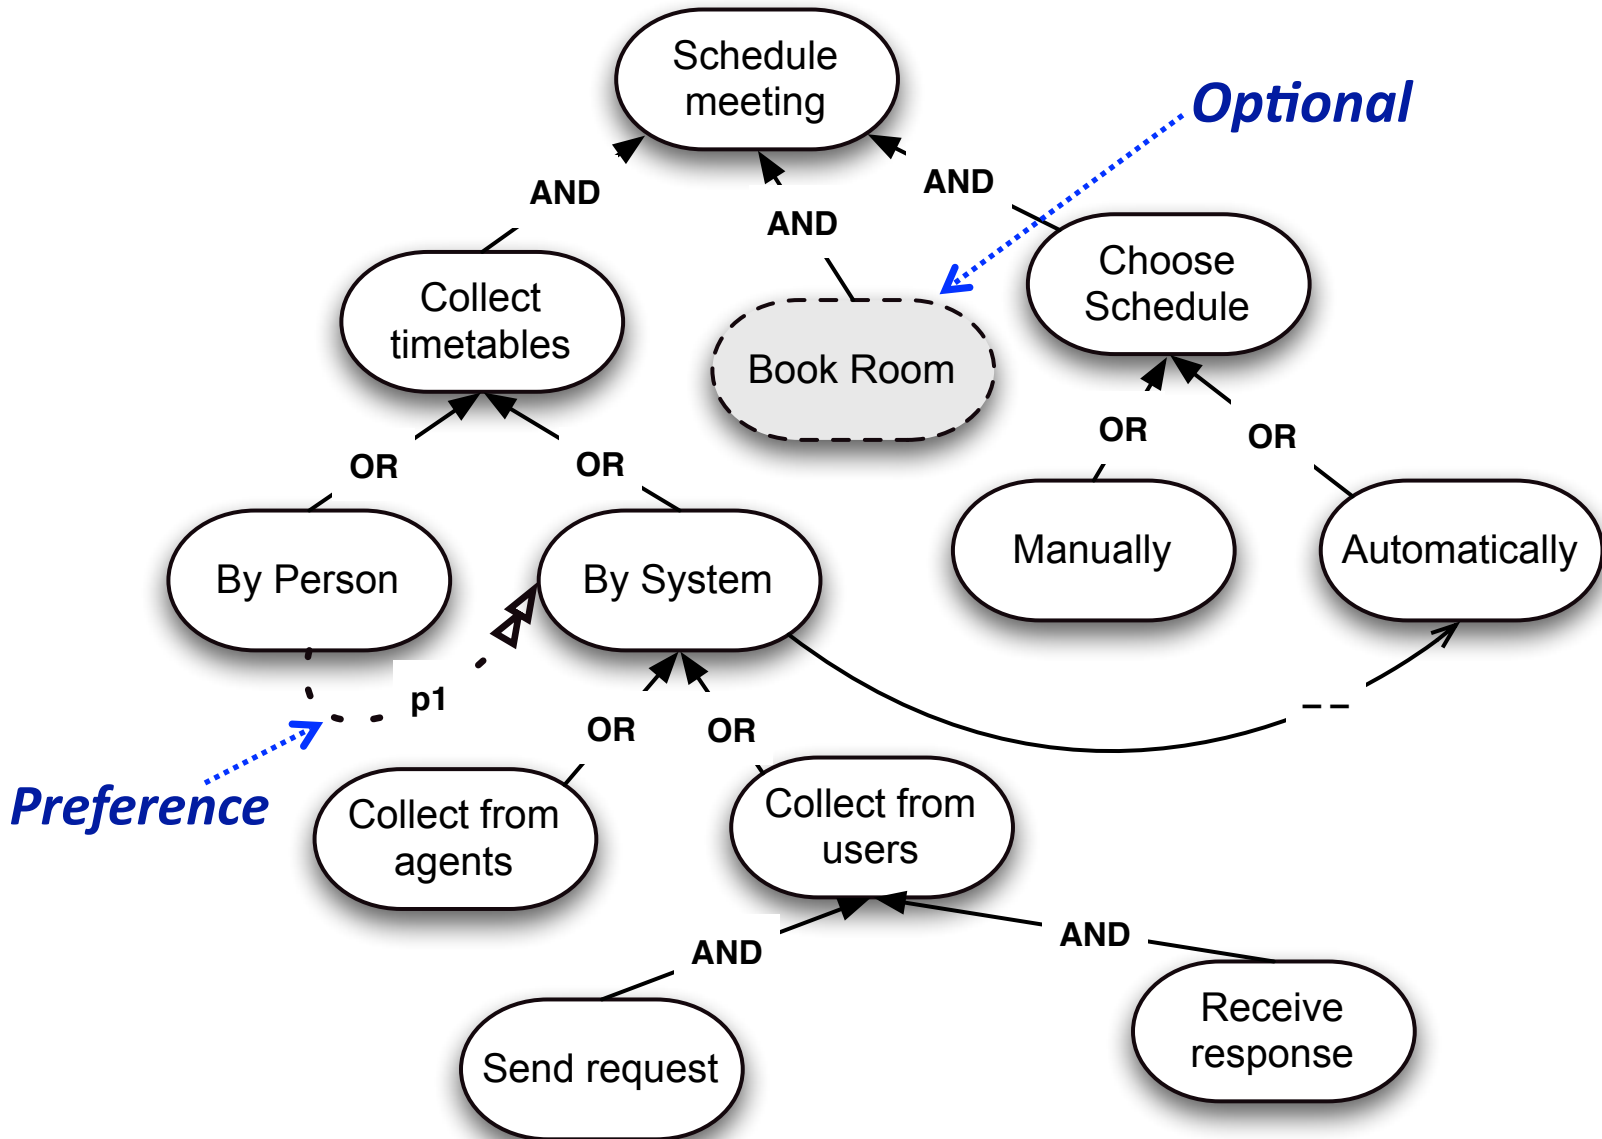 Schedule
meeting
Optional
AND
AND
AND
Collect
timetables
Book Room
Choose
Schedule
OR
OR
OR
OR
By Person
By System
Manually
Automatically
p1
– –
Preference
OR
OR
Collect from
agents
Collect from
users
AND
AND
Send request
Receive
response